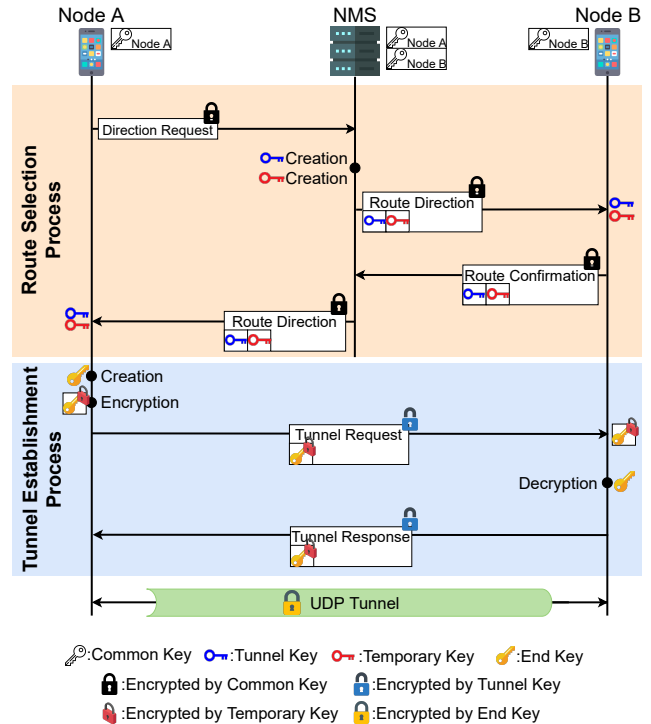 Node A
NMS
Node B
Node A
Node A
Node B
Node B
Route Selection
Process
Direction Request
Creation
Creation
Route Direction
Route Confirmation
Route Direction
Tunnel Establishment
Process
Creation
Encryption
Tunnel Request
Decryption
Tunnel Response
UDP Tunnel
:Common Key :Tunnel Key :Temporary Key :End Key
:Encrypted by Common Key :Encrypted by Tunnel Key
:Encrypted by Temporary Key :Encrypted by End Key